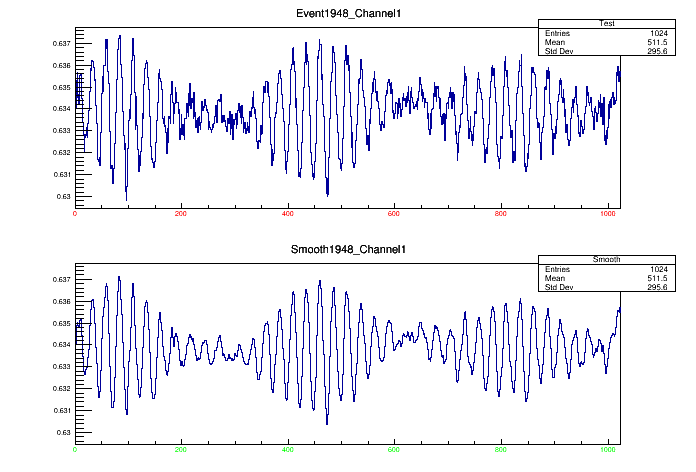 Event1948_Channel1
Test
Entries 1024
Mean 511.5
Std Dev 295.6
0.637
0.636
0.635
0.634
0.633
0.632
0.631
0.63
0 200 400 600 800 1000
Smooth1948_Channel1
Smooth
Entries 1024
Mean 511.5
Std Dev 295.6
0.637
0.636
0.635
0.634
0.633
0.632
0.631
0.63
0 200 400 600 800 1000